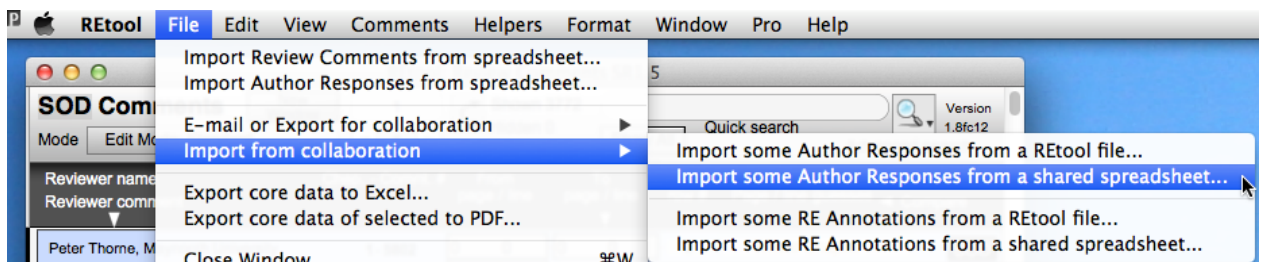 P REtool File Edit View Comments Helpers Format Window Pro Help
Import Review Comments from spreadsheet...
Import Author Responses from spreadsheet...
5
SOD Comm
Version
1.8fc12
Quick search
E-mail or Export for collaboration
Mode Edit Mo
Import from collaboration
Import some Author Responses from a REtool file...
Import some Author Responses from a shared spreadsheet...
Import some RE Annotations from a REtool file...
Import some RE Annotations from a shared spreadsheet...
Reviewer name
Reviewer comm
Export core data to Excel...
Export core data of selected to PDF...
Peter Thorne, M
Close Window ⌘W